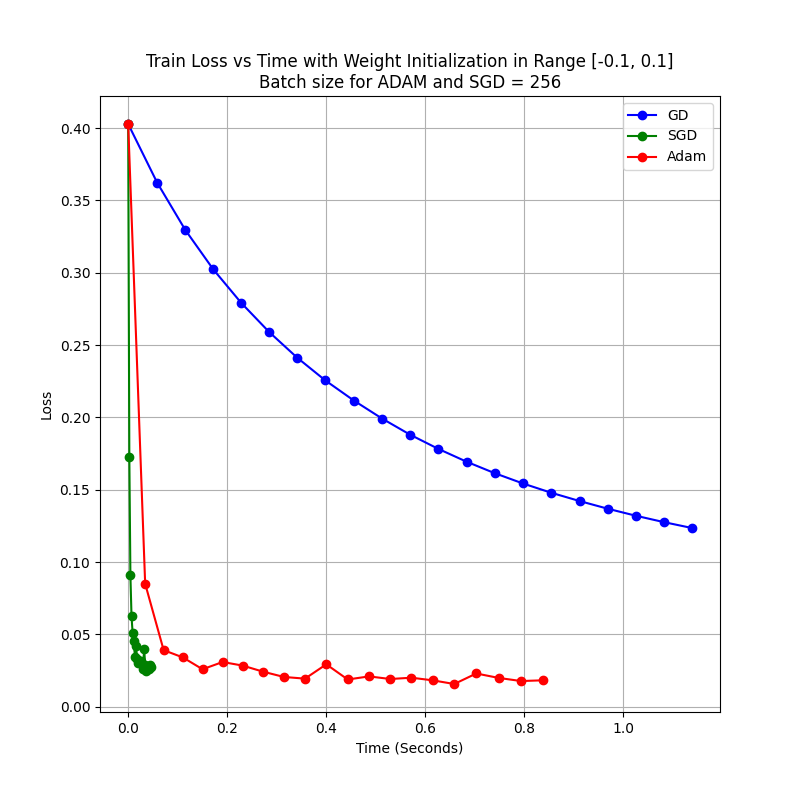 Train Loss vs Time with Weight Initialization in Range [-0.1, 0.1]
Batch size for ADAM and SGD = 256
GD
SGD
Adam
0.40
0.35
0.30
0.25
0.20
0.15
0.10
0.05
0.00
Loss
0.0 0.2 0.4 0.6 0.8 1.0
Time (Seconds)